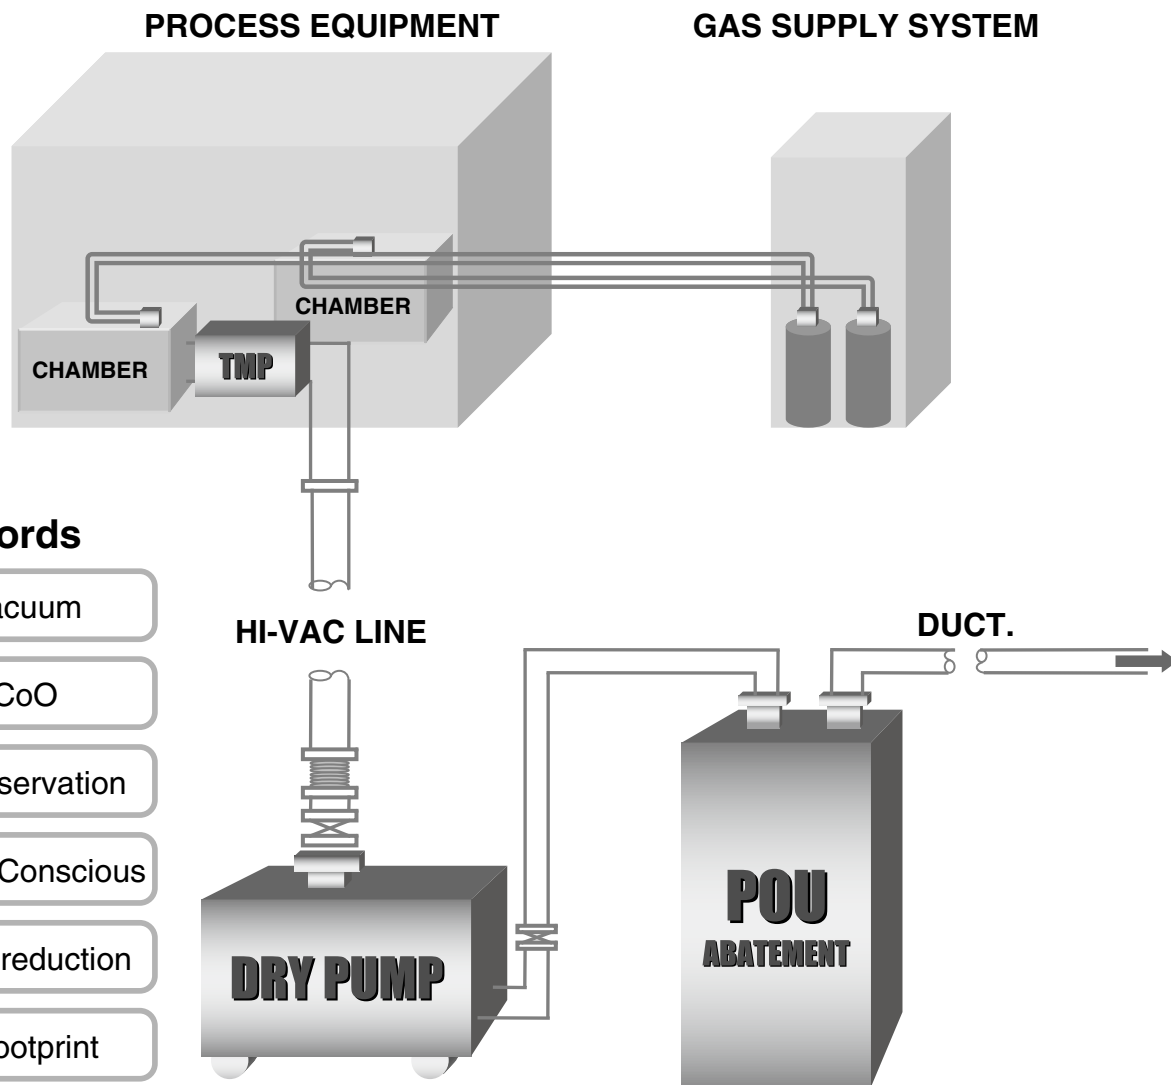 PROCESS EQUIPMENT
GAS SUPPLY SYSTEM
CHAMBER
CHAMBER
TMP
ords
acuum
CoO
servation
Conscious
reduction
ootprint
HI-VAC LINE
DUCT.
DRY PUMP
POU
ABATEMENT